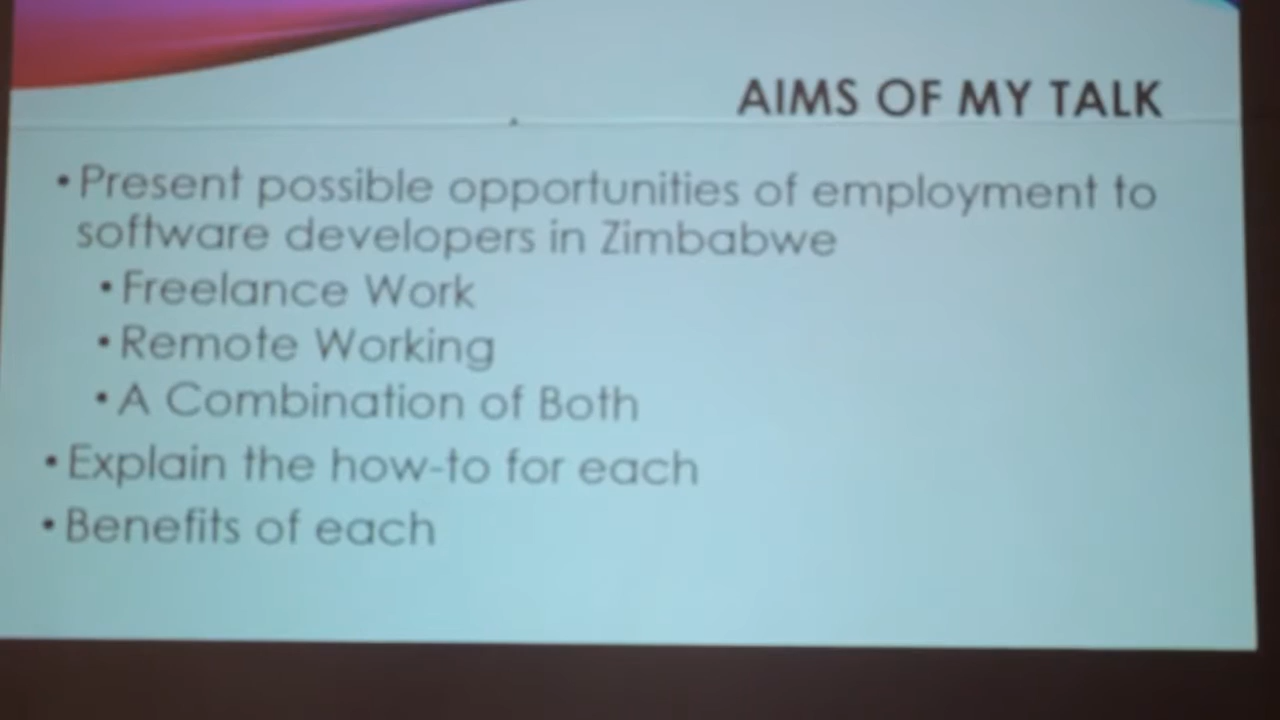 AIMS OF MY TALK
• Present possible opportunities of employment to
software developers in Zimbabwe
• Freelance Work
• Remote Working
• A Combination of Both
• Explain the how-to for each
• Benefits of each